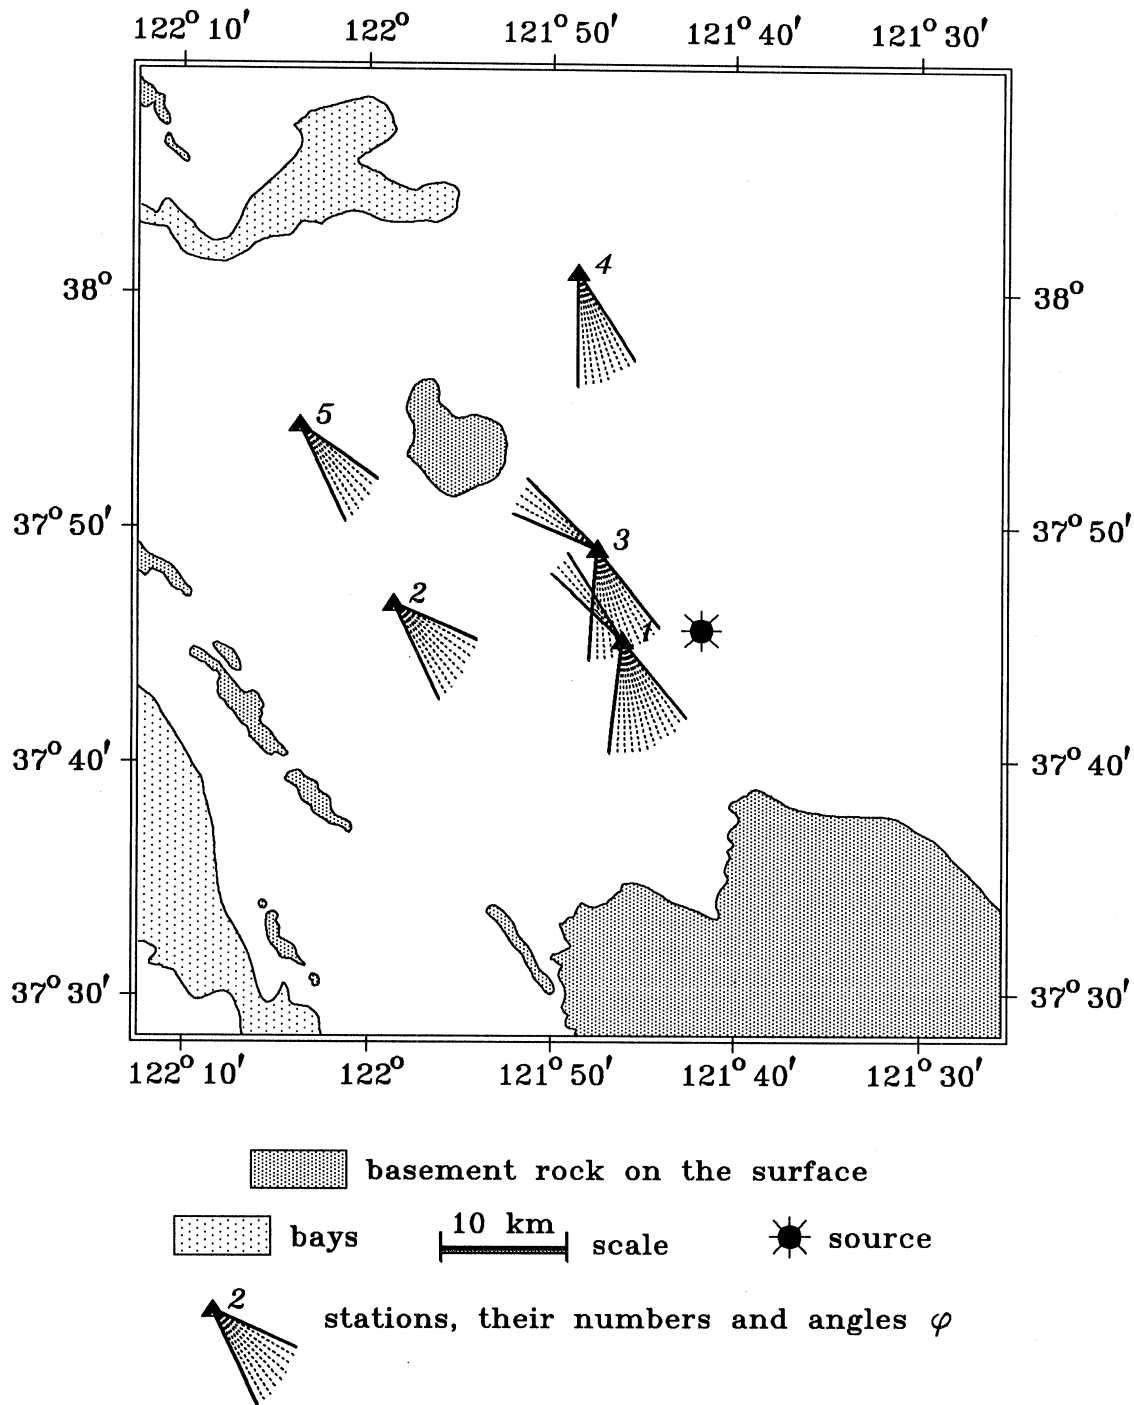 122° 10′ 122° 121° 50′ 121° 40′ 121° 30′
4
38° 38°
5
37° 50′ 37° 50′
3
2
1
37° 40′ 37° 40′
37° 30′ 37° 30′
122° 10′ 122° 121° 50′ 121° 40′ 121° 30′
basement rock on the surface
bays
10 km
scale
source
2
stations, their numbers and angles φ